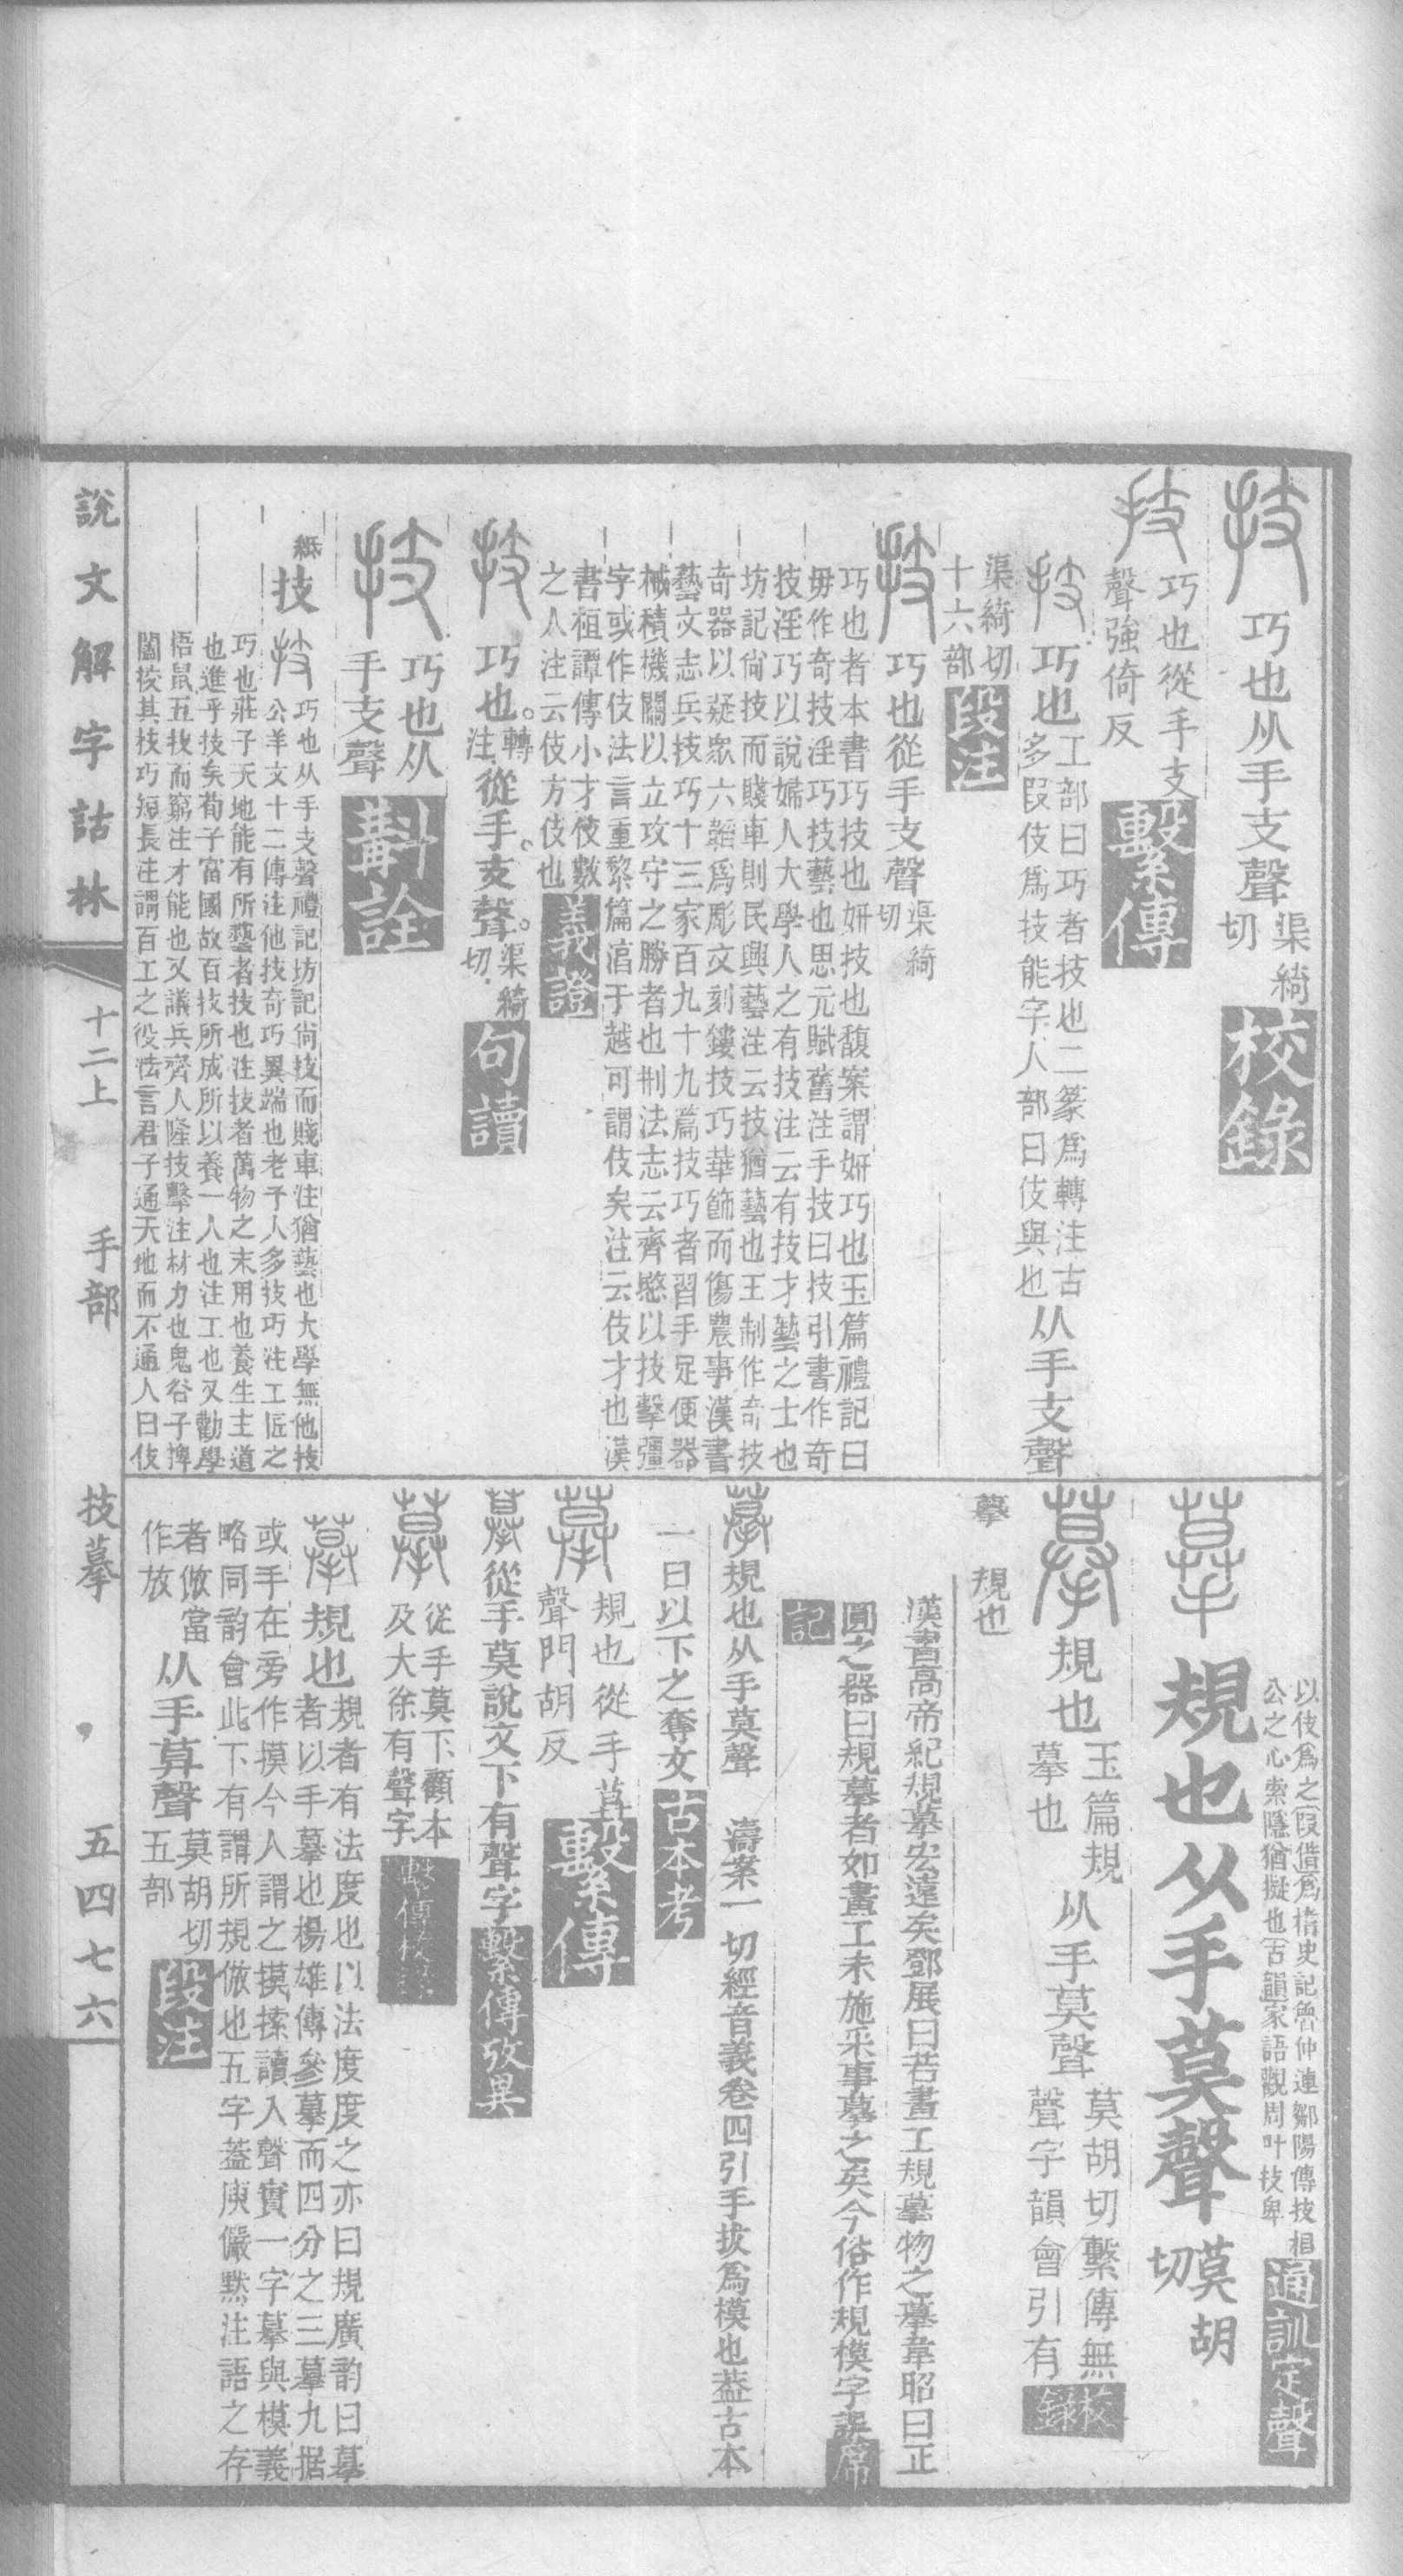 技巧也从手支聲渠綺切校錄
技巧也從手支聲強倚反繫傳
技巧也工部曰巧者技也二篆爲轉注古多叚伎爲技能字人部曰伎與也从手支聲
渠綺切十六部段注
技巧也從手支聲渠綺切
巧也者本書巧技也妍技也馥案謂妍巧也玉篇禮記曰
毋作奇技淫巧技藝也思元賦舊注手技曰技引書作奇
技淫巧以說婦人大學人之有技注云有技才藝之士也
坊記尙技而賤車則民興藝注云技猶藝也王制作奇技
奇器以疑眾六韜爲彫文刻鏤技巧華飾而傷農事漢書
藝文志兵技巧十三家百九十九篇技巧者習手足便器
械積機關以立攻守之勝者也刑法志云齊愍以技擊彊
字或作伎法言重黎篇淳于越可謂伎矣注云伎才也漢
書祖譚傳小才伎數
之人注云伎方伎也義證
技巧也。轉注從手。支聲。渠綺切句讀
技巧也从手支聲斠詮
紙技技巧也从手支聲禮記坊記尙技而賤車注猶藝也大學無他技
公羊文十二傳注他技奇巧異端也老子人多技巧注工匠之
巧也莊子天地能有所藝者技也注技者萬物之末用也養生主道
也進乎技矣荀子富國故百技所成所以養一人也注工也又勸學
梧鼠五技而窮注才能也又議兵齊人隆技擊注材力也鬼谷子捭
闔校其技巧短長注謂百工之役法言君子通天地而不通人曰伎
以伎爲之叚借爲榰史記魯仲連鄒陽傳技相
公之心索隱猶擬也古韻家語觀周叶技卑通訓定聲
摹規也从手莫聲莫胡切
摹規也玉篇規摹也从手莫聲莫胡切繫傳無聲字韻會引有校錄
摹 規也
漢書高帝紀規摹宏遠矣鄧展曰若畫工規摹物之摹韋昭曰正
圓之器曰規摹者如畫工未施采事摹之矣今俗作規模字誤席
記
摹規也从手莫聲 濤案一切經音義卷四引手拔爲模也葢古本
一曰以下之奪文古本考
摹規也從手莫聲門胡反繫傳
摹從手莫說文下有聲字繫傳攷異
摹從手莫下顧本及大徐有聲字繫傳校錄
摹規也規者有法度也以法度度之亦曰規廣韵曰摹
者以手摹也楊雄傳參摹而四分之三摹九据
或手在旁作摸今人謂之摸㨞讀入聲實一字摹與模義
略同韵會此下有謂所規倣也五字葢庾儼黙注語之存
者倣當作放从手莫聲莫胡切五部段注
說文解字詁林 十二上 手部 技摹 五四七六